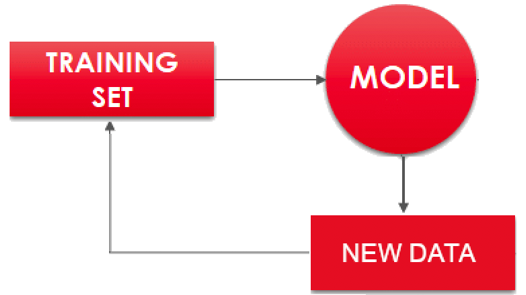 TRAINING
SET
MODEL
NEW DATA